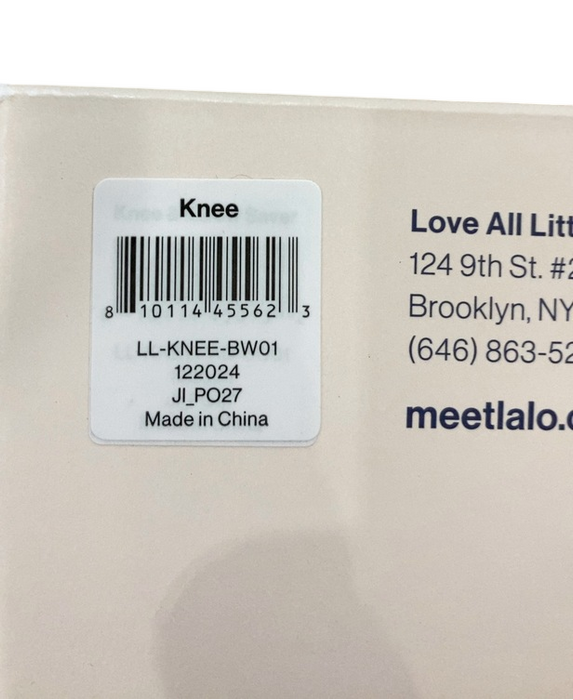 Knee
8 10114 45562 3
LL-KNEE-BW01
122024
JI_PO27
Made in China
Love All Litt
124 9th St. #2
Brooklyn, NY
(646) 863-52
meetlalo.c